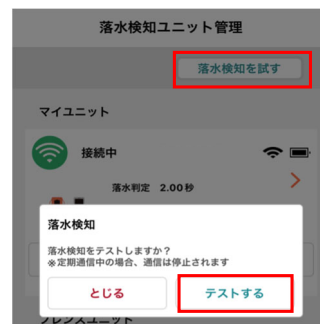 落水検知ユニット管理
落水検知を試す
マイユニット
接続中
落水判定 2.00秒
落水検知
落水検知をテストしますか？
※定期通信中の場合、通信は停止されます
とじる
テストする
フレンズユニット